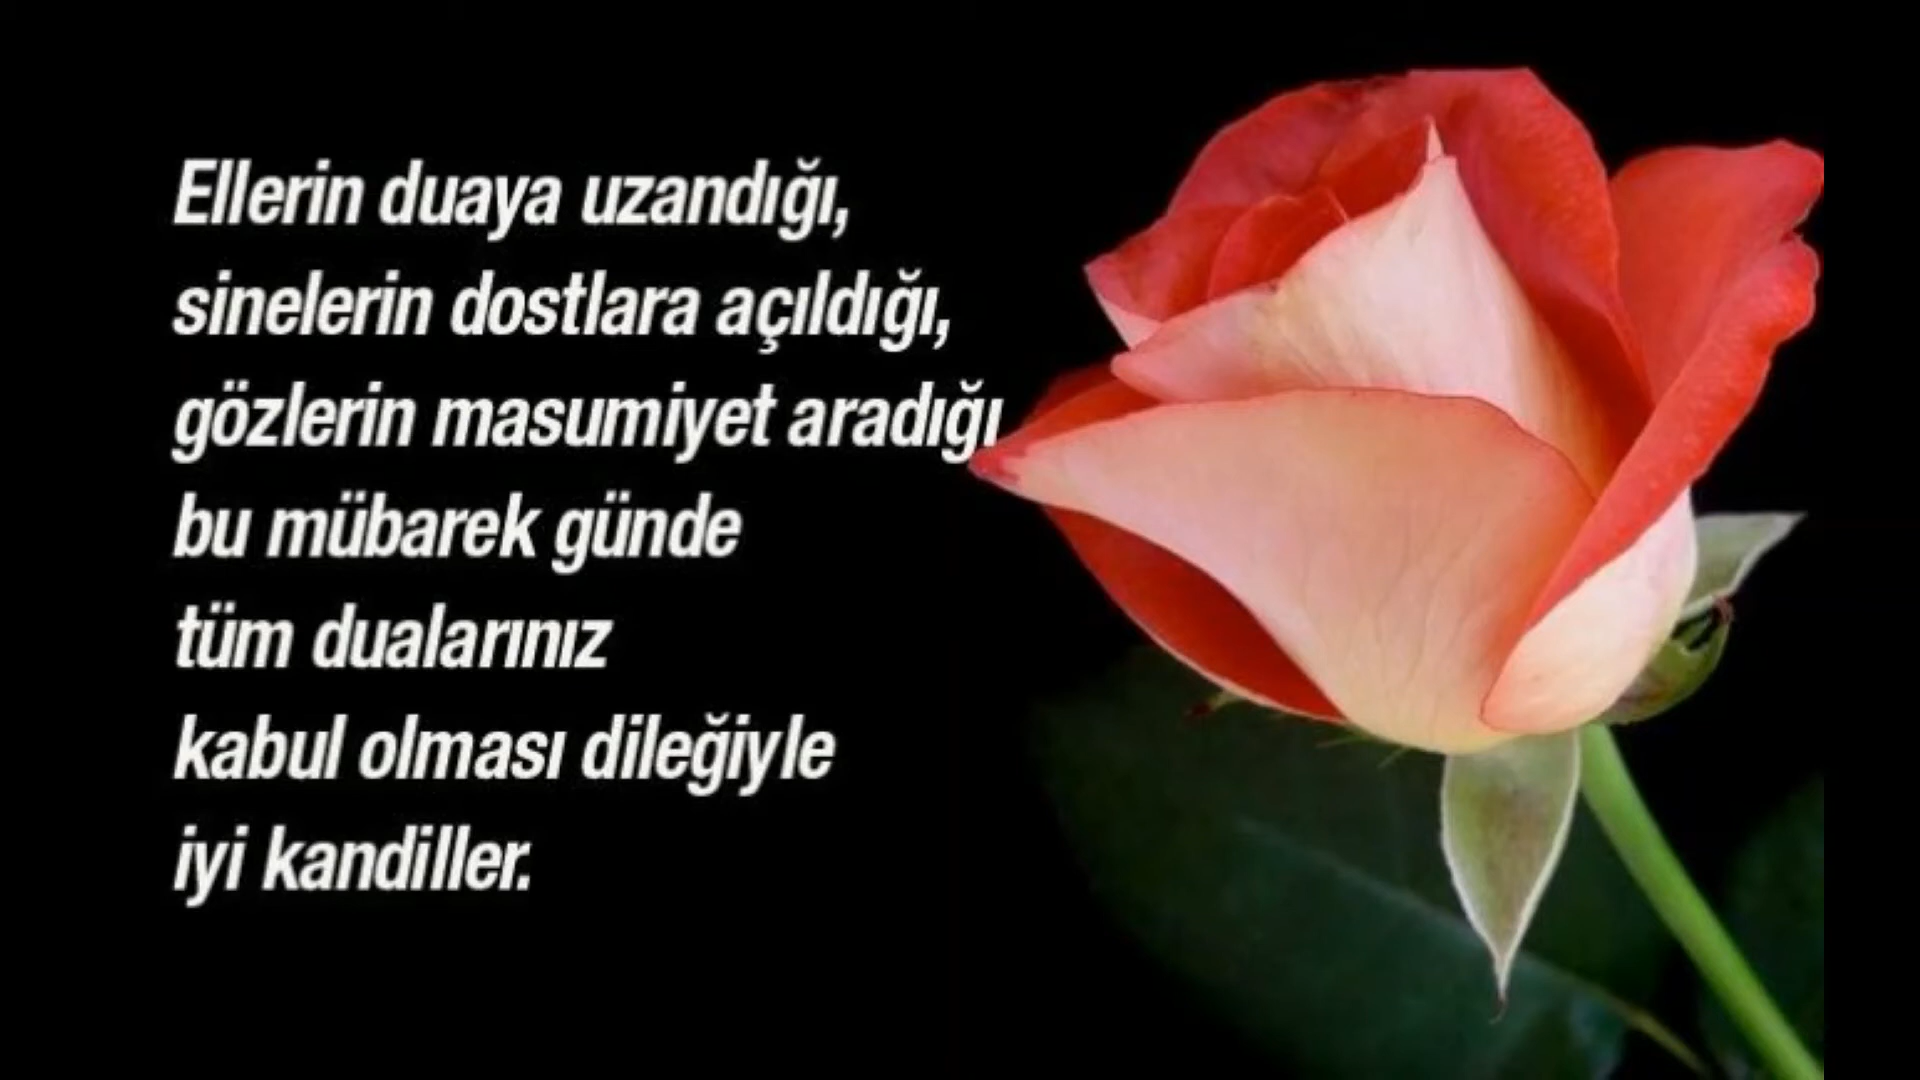 Ellerin duaya uzandığı,
sinelerin dostlara açıldığı,
gözlerin masumiyet aradığı
bu mübarek günde
tüm dualarınız
kabul olması dileğiyle
iyi kandiller.